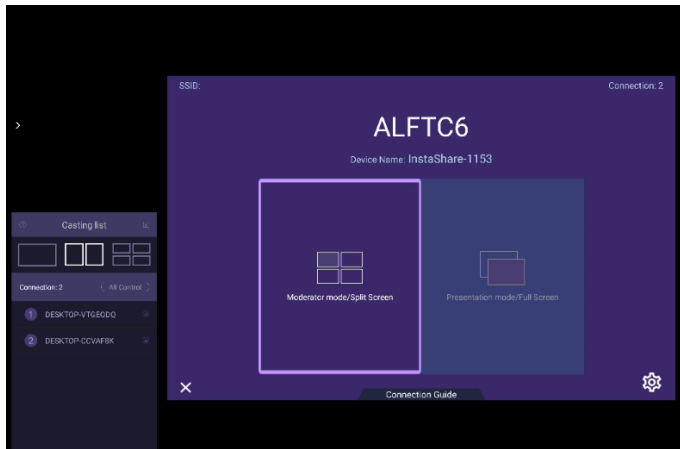 SSID:
Connection: 2
ALFTC6
Device Name: InstaShare-1153
Casting list
Connection: 2
All Control
1 DESKTOP-VTGEODQ
2 DESKTOP-CCVAF8K
Moderator mode/Split Screen
Presentation mode/Full Screen
Connection Guide